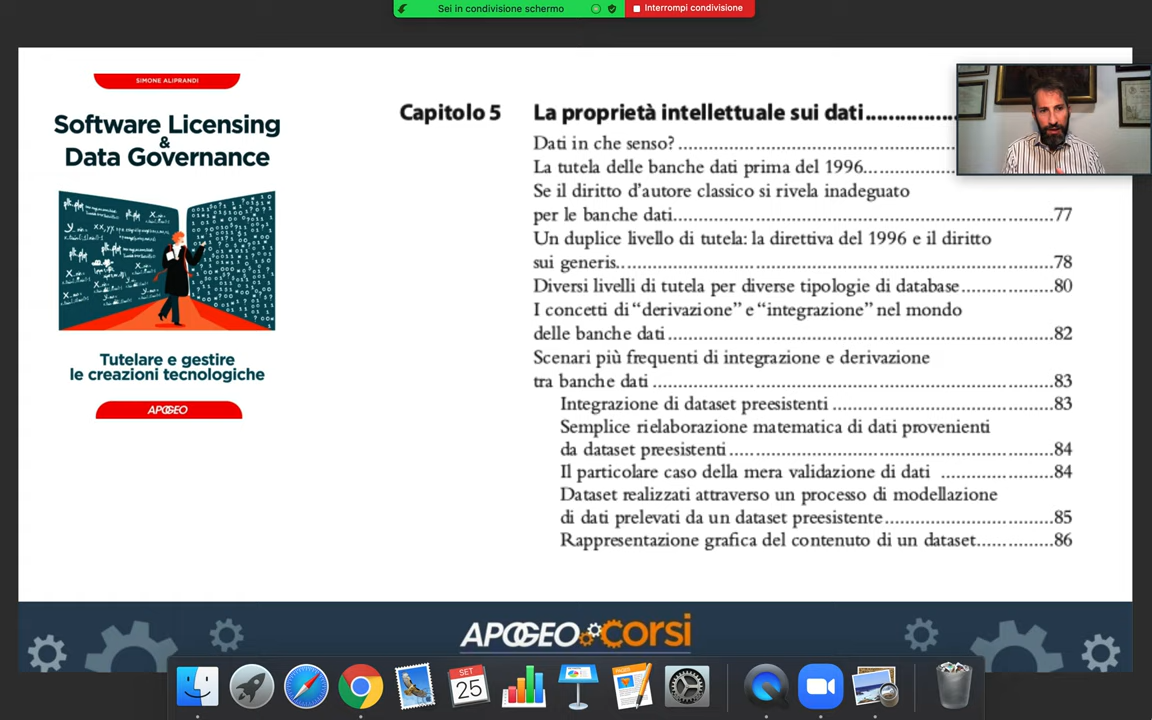 Sei in condivisione schermo
Interrompi condivisione
SIMONE ALIPRANDI
Software Licensing
&
Data Governance
Tutelare e gestire
le creazioni tecnologiche
APOGEO
Capitolo 5 La proprietà intellettuale sui dati..............
Dati in che senso?......................................................
La tutela delle banche dati prima del 1996...................
Se il diritto d'autore classico si rivela inadeguato
per le banche dati...........................................................................77
Un duplice livello di tutela: la direttiva del 1996 e il diritto
sui generis......................................................................................78
Diversi livelli di tutela per diverse tipologie di database..................80
I concetti di “derivazione” e “integrazione” nel mondo
delle banche dati.............................................................................82
Scenari più frequenti di integrazione e derivazione
tra banche dati................................................................................83
Integrazione di dataset preesistenti...........................................83
Semplice rielaborazione matematica di dati provenienti
da dataset preesistenti..............................................................84
Il particolare caso della mera validazione di dati.......................84
Dataset realizzati attraverso un processo di modellazione
di dati prelevati da un dataset preesistente................................85
Rappresentazione grafica del contenuto di un dataset...............86
APOGEO corsi
SET
25